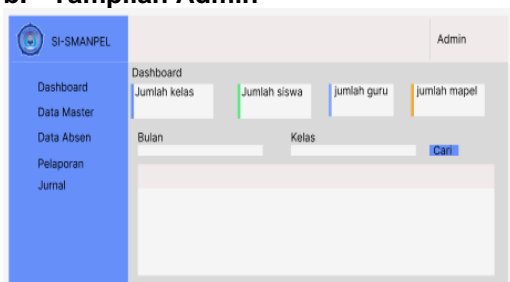 b. Tampilan Admin
SI-SMANPEL
Admin
Dashboard
Data Master
Data Absen
Pelaporan
Jurnal
Dashboard
Jumlah kelas
Jumlah siswa
jumlah guru
jumlah mapel
Bulan
Kelas
Cari